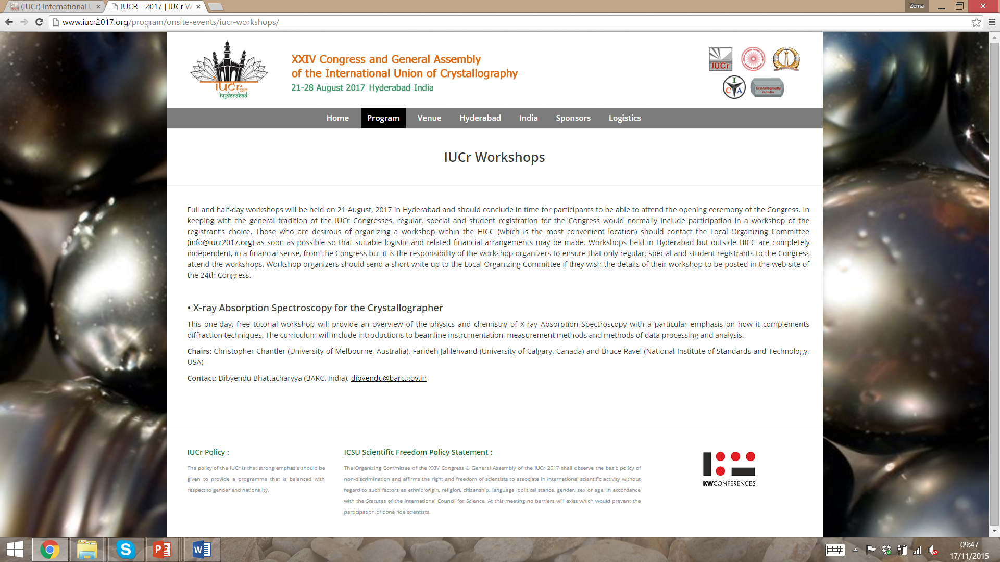 (IUCr) International U
IUCR - 2017 | IUCr W
Zema
www.iucr2017.org/program/onsite-events/iucr-workshops/
iucr 2017
hyderabad
XXIV Congress and General Assembly
of the International Union of Crystallography
21-28 August 2017 Hyderabad India
IUCr
I
C A
Crystallography
in India
Home Program Venue Hyderabad India Sponsors Logistics
IUCr Workshops
Full and half-day workshops will be held on 21 August, 2017 in Hyderabad and should conclude in time for participants to be able to attend the opening ceremony of the Congress. In
keeping with the general tradition of the IUCr Congresses, regular, special and student registration for the Congress would normally include participation in a workshop of the
registrant’s choice. Those who are desirous of organizing a workshop within the HICC (which is the most convenient location) should contact the Local Organizing Committee
(info@iucr2017.org) as soon as possible so that suitable logistic and related financial arrangements may be made. Workshops held in Hyderabad but outside HICC are completely
independent, in a financial sense, from the Congress but it is the responsibility of the workshop organizers to ensure that only regular, special and student registrants to the Congress
attend the workshops. Workshop organizers should send a short write up to the Local Organizing Committee if they wish the details of their workshop to be posted in the web site of
the 24th Congress.
• X-ray Absorption Spectroscopy for the Crystallographer
This one-day, free tutorial workshop will provide an overview of the physics and chemistry of X-ray Absorption Spectroscopy with a particular emphasis on how it complements
diffraction techniques. The curriculum will include introductions to beamline instrumentation, measurement methods and methods of data processing and analysis.
Chairs: Christopher Chantler (University of Melbourne, Australia), Farideh Jalilehvand (University of Calgary, Canada) and Bruce Ravel (National Institute of Standards and Technology,
USA)
Contact: Dibyendu Bhattacharyya (BARC, India), dibyendu@barc.gov.in
IUCr Policy :
The policy of the IUCr is that strong emphasis should be
given to provide a programme that is balanced with
respect to gender and nationality.
ICSU Scientific Freedom Policy Statement :
The Organizing Committee of the XXIV Congress & General Assembly of the IUCr 2017 shall observe the basic policy of
non-discrimination and affirms the right and freedom of scientists to associate in international scientific activity without
regard to such factors as ethnic origin, religion, citizenship, language, political stance, gender, sex or age, in accordance
with the Statutes of the International Council for Science. At this meeting no barriers will exist which would prevent the
participation of bona fide scientists.
KWCONFERENCES
09:47
17/11/2015